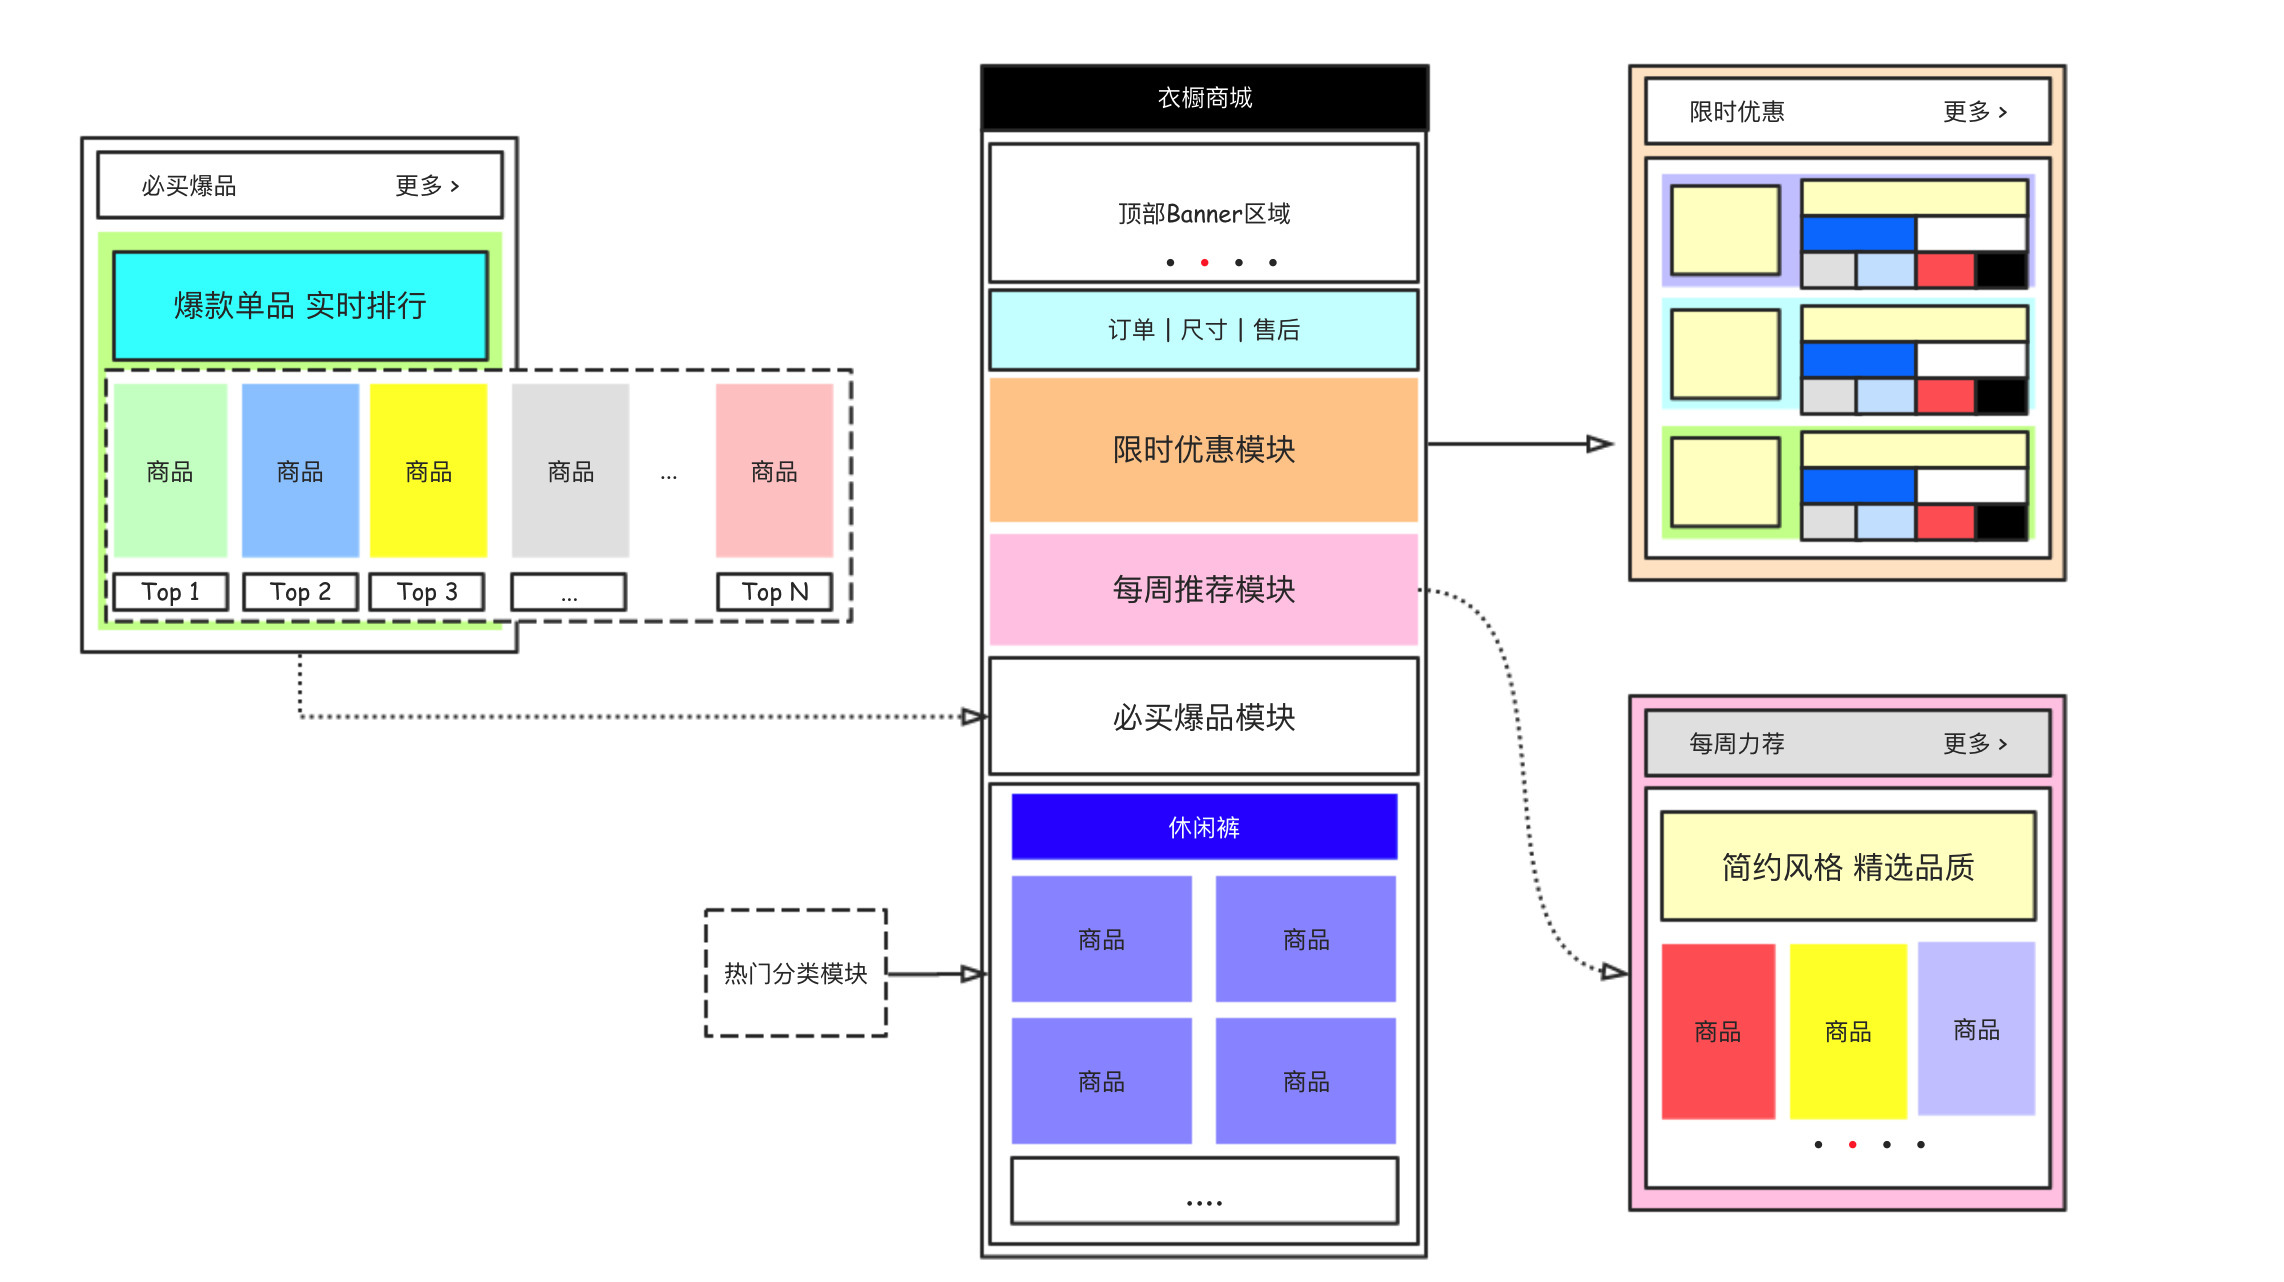 必买爆品 更多 >
爆款单品 实时排行
商品 商品 商品 商品 ... 商品
Top 1 Top 2 Top 3 ... Top N
衣橱商城
顶部Banner区域
订单 | 尺寸 | 售后
限时优惠模块
每周推荐模块
必买爆品模块
休闲裤
商品 商品
商品 商品
....
热门分类模块
限时优惠 更多 >
每周力荐 更多 >
简约风格 精选品质
商品 商品 商品